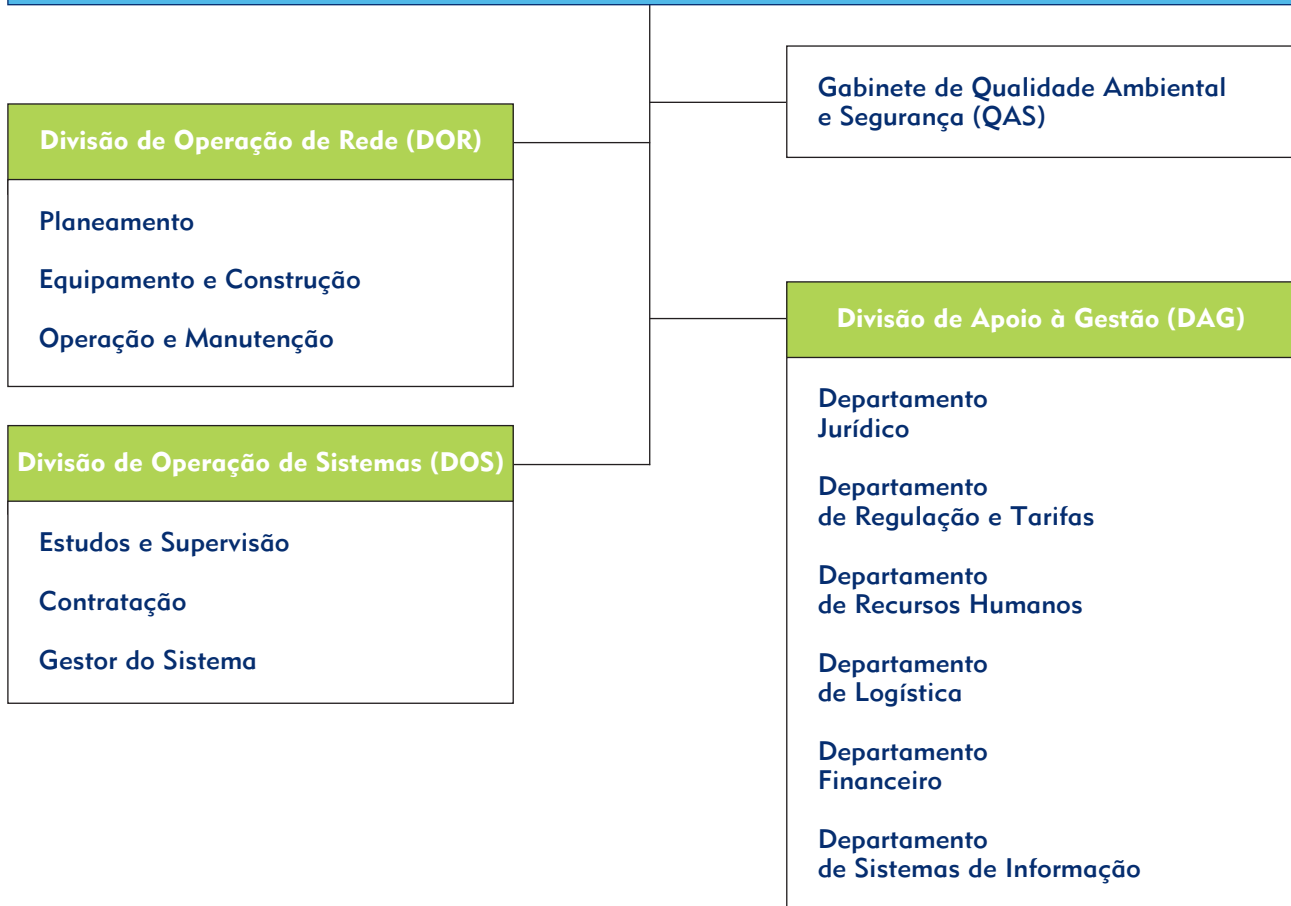 Gabinete de Qualidade Ambiental
e Segurança (QAS)
Divisão de Operação de Rede (DOR)
Planeamento
Equipamento e Construção
Operação e Manutenção
Divisão de Operação de Sistemas (DOS)
Estudos e Supervisão
Contratação
Gestor do Sistema
Divisão de Apoio à Gestão (DAG)
Departamento
Jurídico
Departamento
de Regulação e Tarifas
Departamento
de Recursos Humanos
Departamento
de Logística
Departamento
Financeiro
Departamento
de Sistemas de Informação